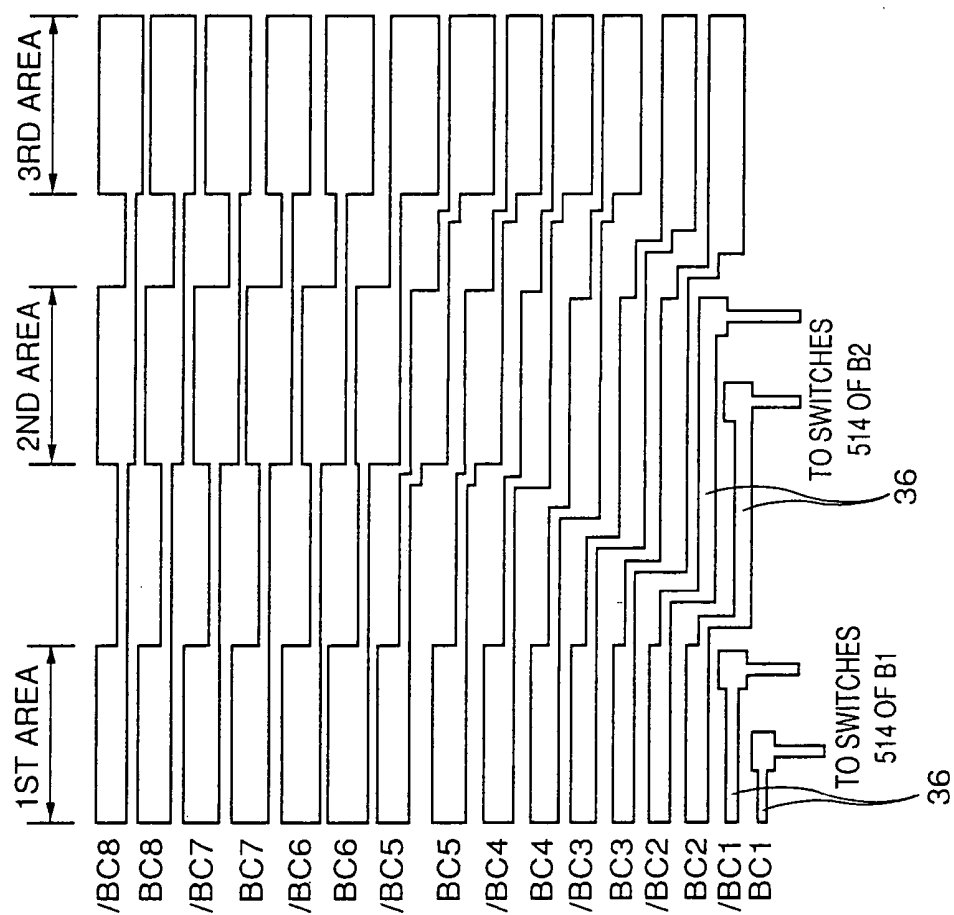 1ST AREA
2ND AREA
3RD AREA
/BC8
BC8
/BC7
BC7
/BC6
BC6
/BC5
BC5
/BC4
BC4
/BC3
BC3
/BC2
BC2
/BC1
BC1
TO SWITCHES
514 OF B1
36
TO SWITCHES
514 OF B2
36